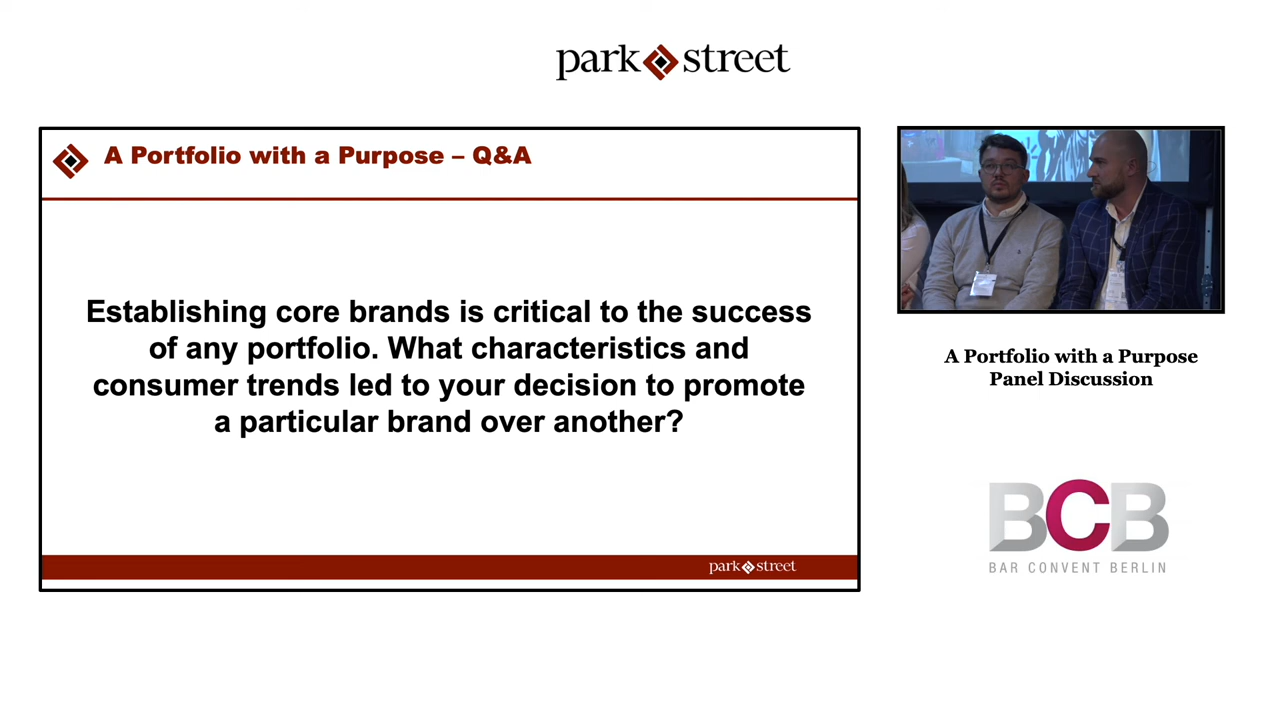 park street
A Portfolio with a Purpose – Q&A
Establishing core brands is critical to the success
of any portfolio. What characteristics and
consumer trends led to your decision to promote
a particular brand over another?
park street
A Portfolio with a Purpose
Panel Discussion
BCB
BAR CONVENT BERLIN